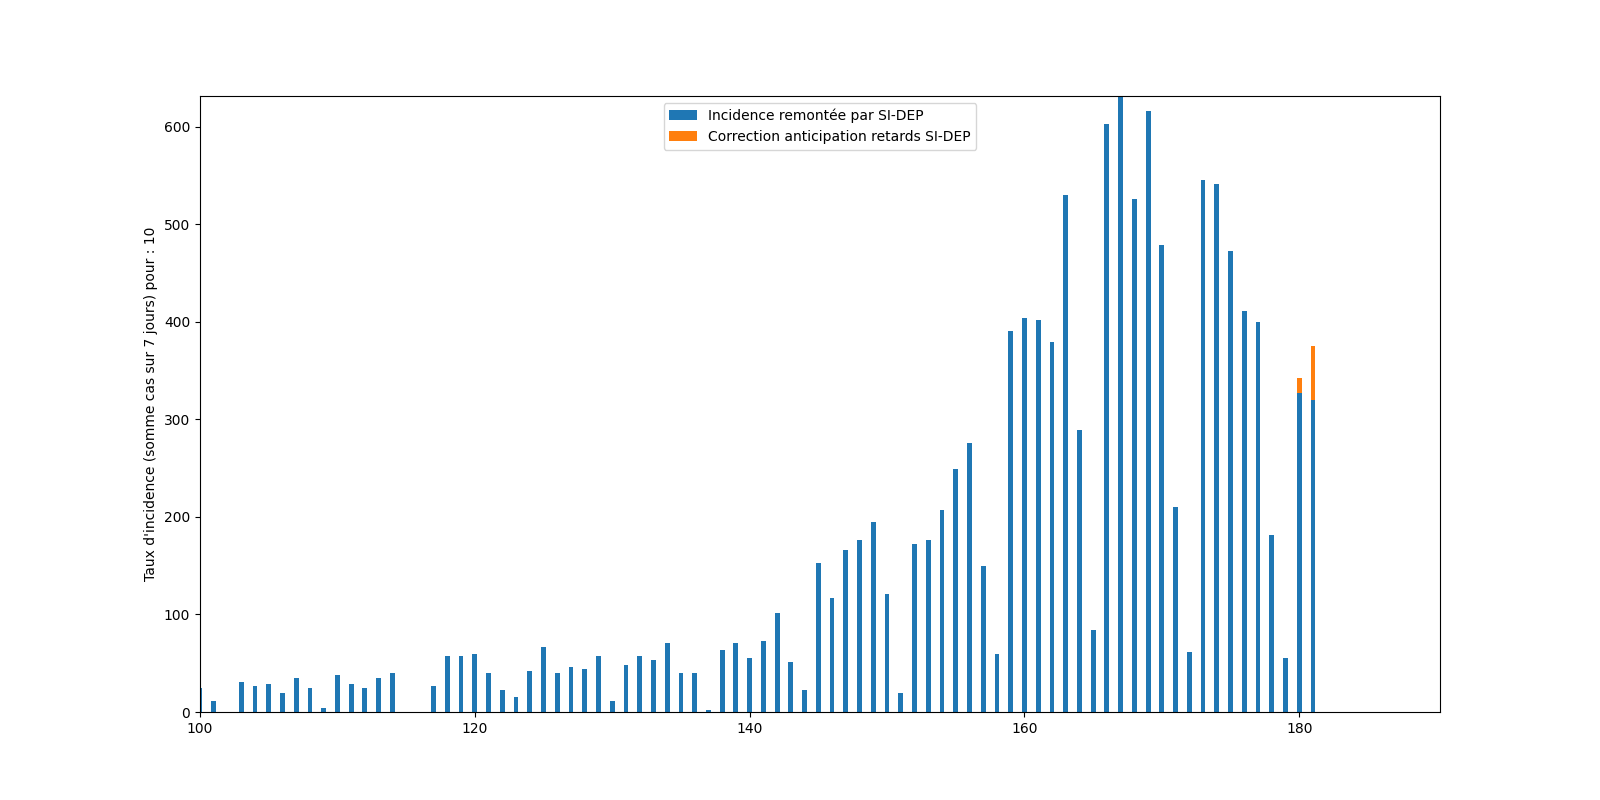 Incidence remontée par SI-DEP
Correction anticipation retards SI-DEP
Taux d'incidence (somme cas sur 7 jours) pour : 10
600
500
400
300
200
100
0
100 120 140 160 180